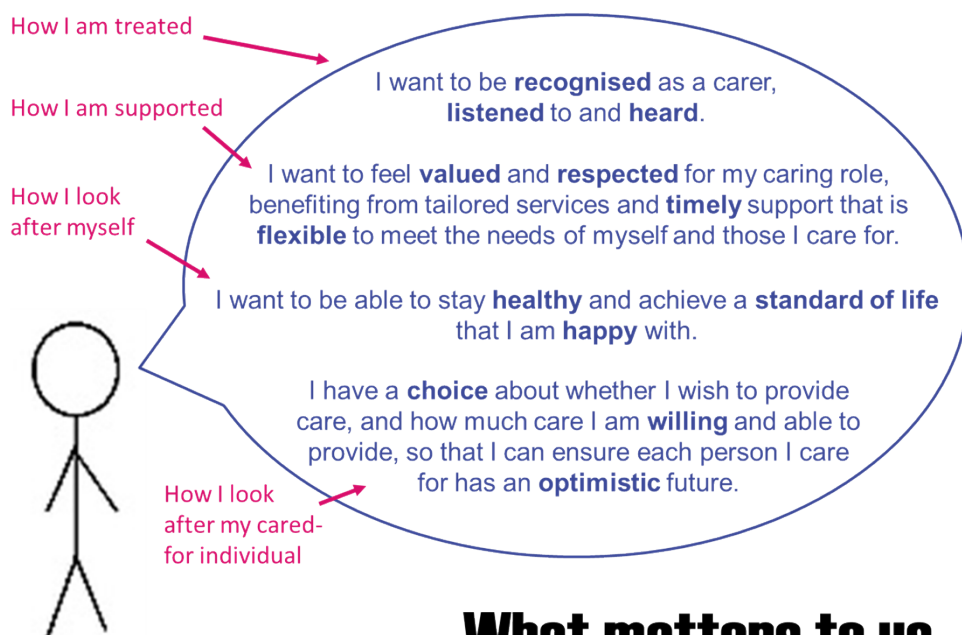 How I am treated
I want to be recognised as a carer,
listened to and heard.
How I am supported
I want to feel valued and respected for my caring role,
benefiting from tailored services and timely support that is
flexible to meet the needs of myself and those I care for.
How I look
after myself
I want to be able to stay healthy and achieve a standard of life
that I am happy with.
I have a choice about whether I wish to provide
care, and how much care I am willing and able to
provide, so that I can ensure each person I care
for has an optimistic future.
How I look
after my cared-
for individual
What matters to us